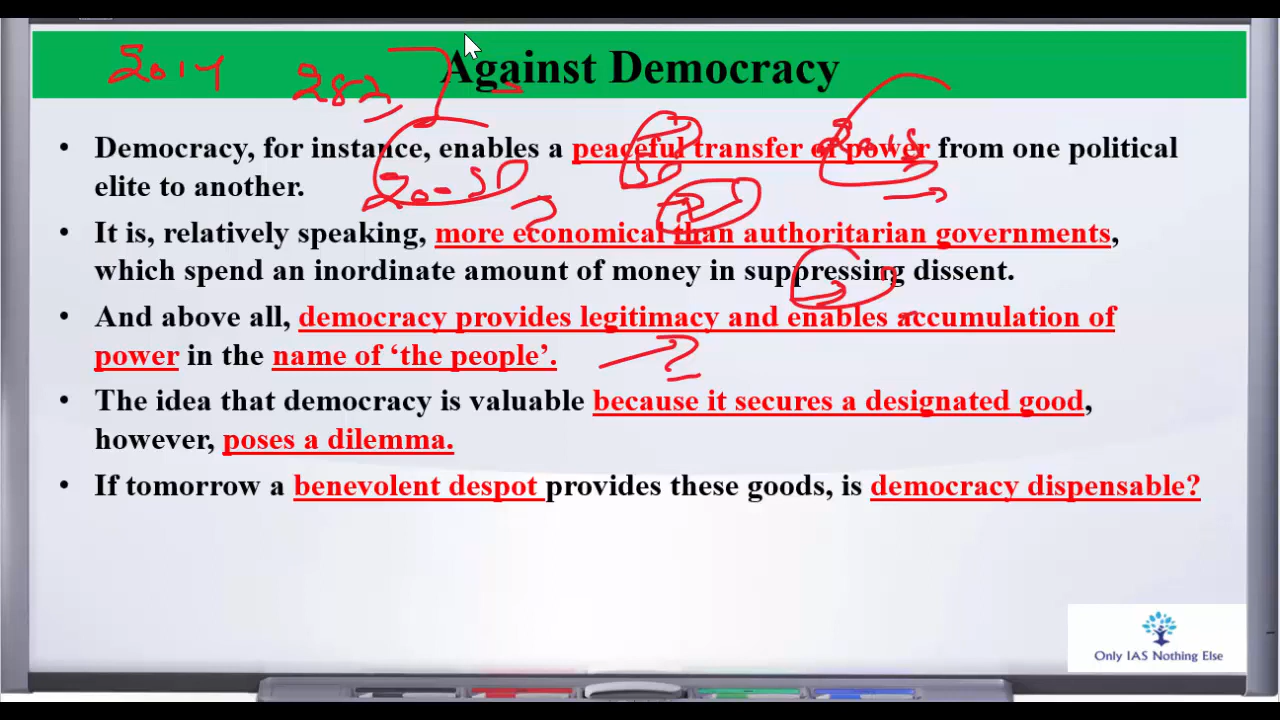 Against Democracy
2014
282
• Democracy, for instance, enables a peaceful transfer of power from one political
elite to another.
• It is, relatively speaking, more economical than authoritarian governments,
which spend an inordinate amount of money in suppressing dissent.
• And above all, democracy provides legitimacy and enables accumulation of
power in the name of ‘the people’.
• The idea that democracy is valuable because it secures a designated good,
however, poses a dilemma.
• If tomorrow a benevolent despot provides these goods, is democracy dispensable?
Only IAS Nothing Else